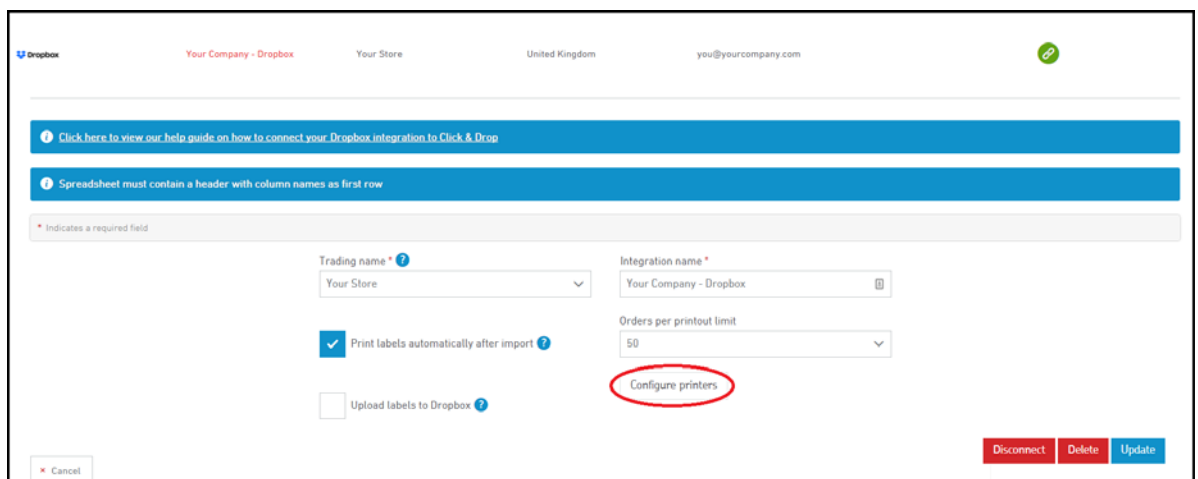 Dropbox Your Company - Dropbox Your Store United Kingdom you@yourcompany.com
Click here to view our help guide on how to connect your Dropbox integration to Click & Drop
Spreadsheet must contain a header with column names as first row
* Indicates a required field
Trading name * ? Integration name *
Your Store Your Company - Dropbox
Orders per printout limit
Print labels automatically after import ? 50
Configure printers
Upload labels to Dropbox ?
Disconnect Delete Update
× Cancel